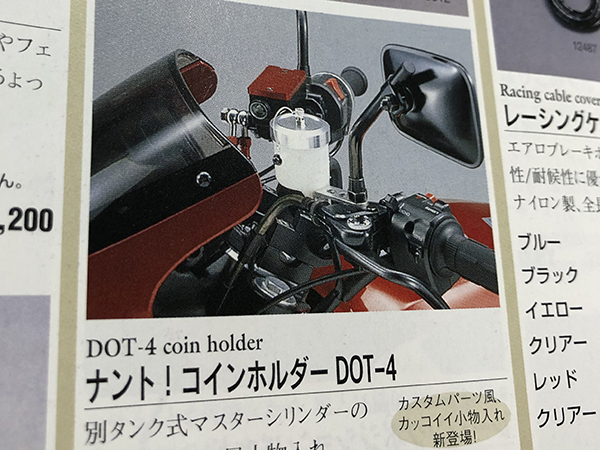 やフェ
うよっ
ん。
,200
DOT-4 coin holder
ナント！コインホルダー DOT-4
別タンク式マスターシリンダーの
カスタムパーツ風、
カッコイイ小物入れ
新登場!
12487
Racing cable cover
レーシングケ
エアロブレーキホ
性/耐候性に優
ナイロン製、全長
ブルー
ブラック
イエロー
クリアー
レッド
クリアー